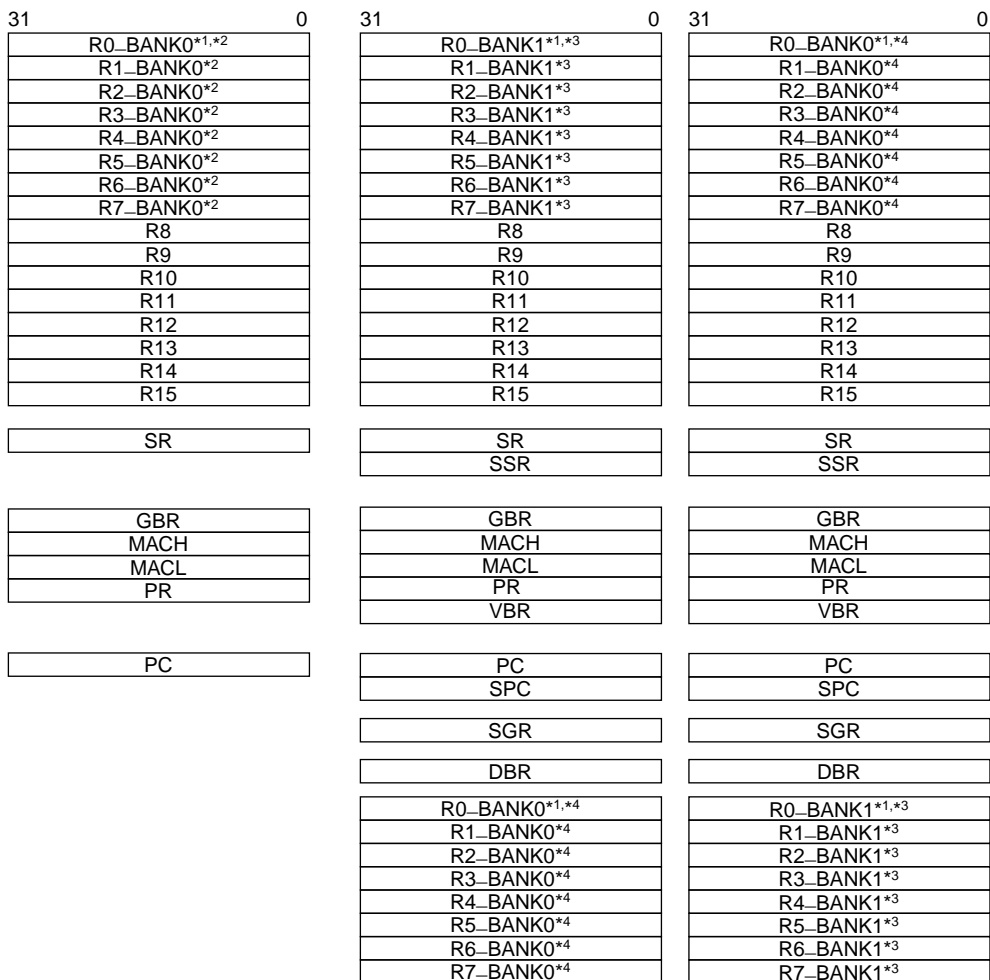 31 0
R0_BANK0*1,*2
R1_BANK0*2
R2_BANK0*2
R3_BANK0*2
R4_BANK0*2
R5_BANK0*2
R6_BANK0*2
R7_BANK0*2
R8
R9
R10
R11
R12
R13
R14
R15
SR
GBR
MACH
MACL
PR
PC
31 0
R0_BANK1*1,*3
R1_BANK1*3
R2_BANK1*3
R3_BANK1*3
R4_BANK1*3
R5_BANK1*3
R6_BANK1*3
R7_BANK1*3
R8
R9
R10
R11
R12
R13
R14
R15
SR
SSR
GBR
MACH
MACL
PR
VBR
PC
SPC
SGR
DBR
R0_BANK0*1,*4
R1_BANK0*4
R2_BANK0*4
R3_BANK0*4
R4_BANK0*4
R5_BANK0*4
R6_BANK0*4
R7_BANK0*4
31 0
R0_BANK0*1,*4
R1_BANK0*4
R2_BANK0*4
R3_BANK0*4
R4_BANK0*4
R5_BANK0*4
R6_BANK0*4
R7_BANK0*4
R8
R9
R10
R11
R12
R13
R14
R15
SR
SSR
GBR
MACH
MACL
PR
VBR
PC
SPC
SGR
DBR
R0_BANK1*1,*3
R1_BANK1*3
R2_BANK1*3
R3_BANK1*3
R4_BANK1*3
R5_BANK1*3
R6_BANK1*3
R7_BANK1*3